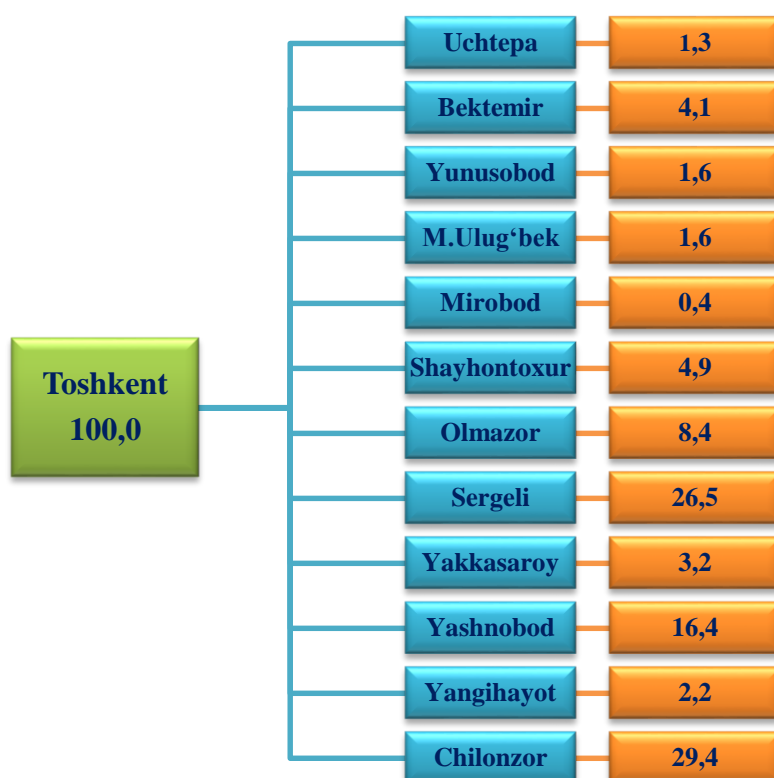 Uchtepa 1,3
Bektemir 4,1
Yunusobod 1,6
M.Ulug‘bek 1,6
Mirobod 0,4
Toshkent
100,0
Shayhontoxur 4,9
Olmazor 8,4
Sergeli 26,5
Yakkasaroy 3,2
Yashnobod 16,4
Yangihayot 2,2
Chilonzor 29,4